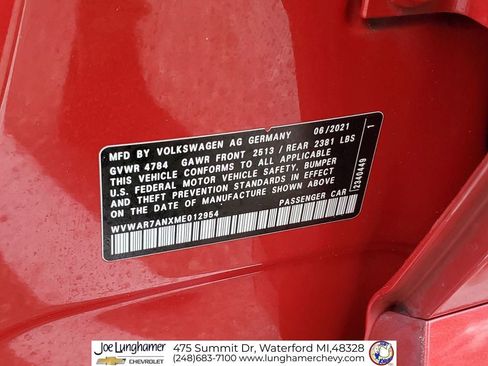 MFD BY VOLKSWAGEN AG GERMANY 06/2021
GVWR 4784 GAWR FRONT 2513 / REAR 2381 LBS
THIS VEHICLE CONFORMS TO ALL APPLICABLE
U.S. FEDERAL MOTOR VEHICLE SAFETY, BUMPER
AND THEFT PREVENTION STANDARDS IN EFFECT
ON THE DATE OF MANUFACTURE SHOWN ABOVE
WVWAR7ANXME012954 PASSENGER CAR
12340449
1
Joe Lunghamer
CHEVROLET
475 Summit Dr, Waterford MI,48328
(248)683-7100 www.lunghamerchevy.com